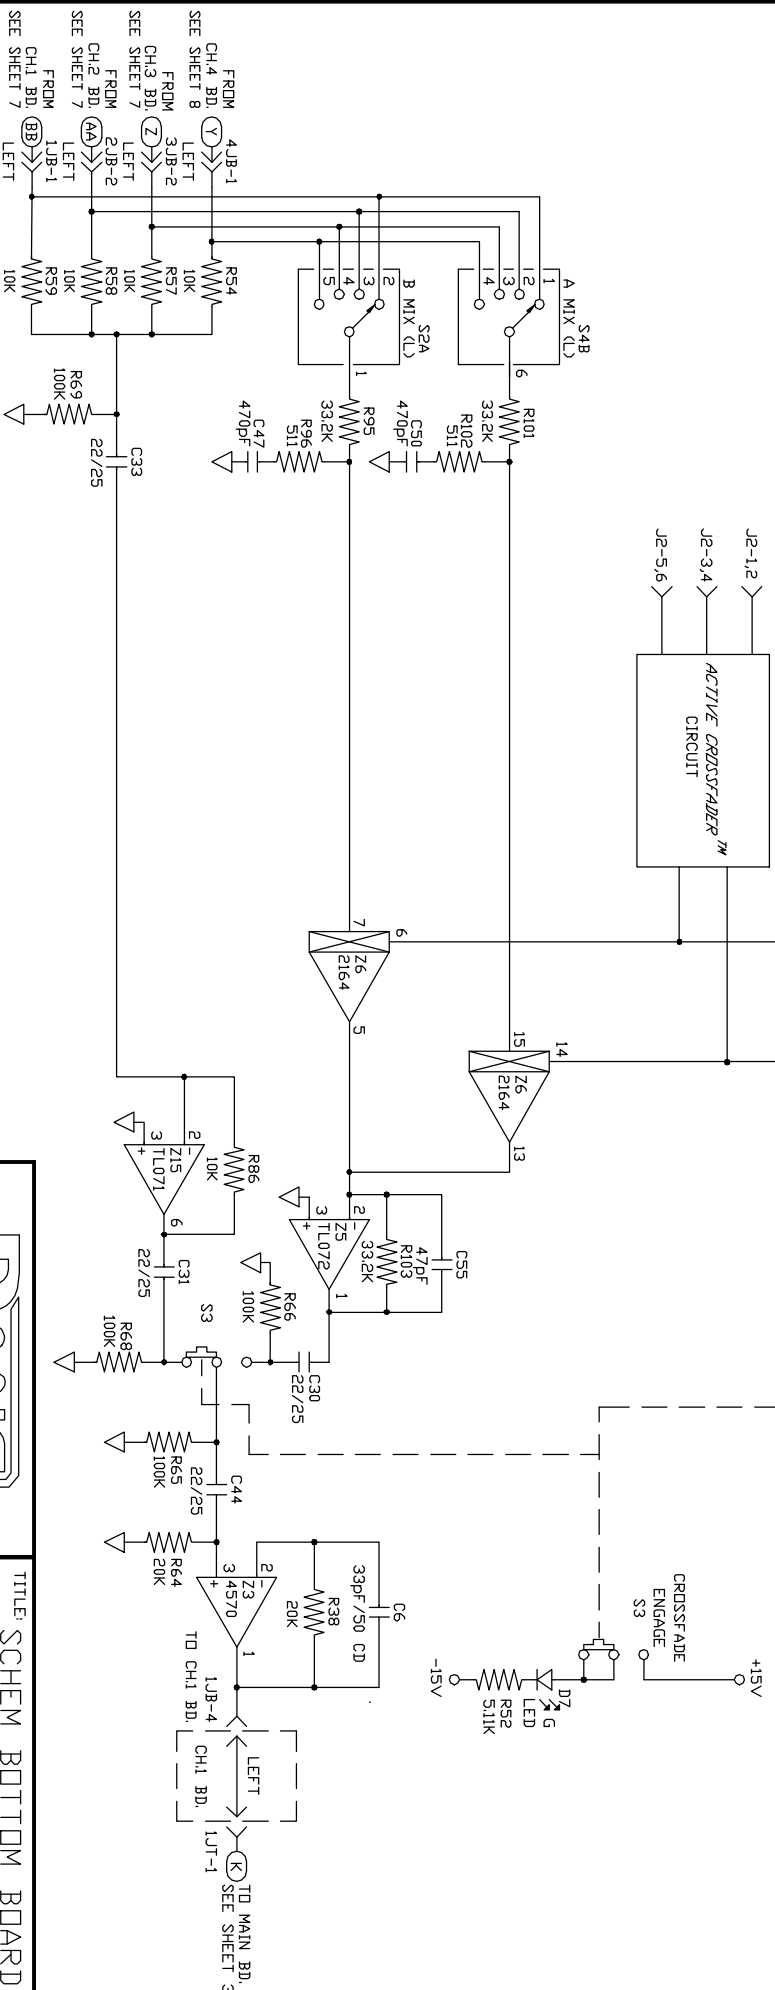 FROM
CH.4 BD.
SEE SHEET 8
Y
4JB-1
LEFT
FROM
CH.3 BD.
SEE SHEET 7
Z
3JB-2
LEFT
FROM
CH.2 BD.
SEE SHEET 7
AA
2JB-2
LEFT
FROM
CH.1 BD.
SEE SHEET 7
BB
1JB-1
LEFT
R54
10K
R57
10K
R58
10K
R59
10K
R69
100K
C33
22/25
S4B
A MIX (L)
1
2
3
4
6
S2A
B MIX (L)
2
3
4
5
1
R101
33.2K
R102
511
C50
470pF
R95
33.2K
R96
511
C47
470pF
J2-1,2
J2-3,4
J2-5,6
ACTIVE CROSSFADER™
CIRCUIT
7
6
Z6
2164
5
15
14
Z6
2164
13
2
3
-
+
Z15
TL071
6
R86
10K
C31
22/25
R68
100K
2
3
-
+
Z5
TL072
1
C55
47pF
R103
33.2K
R66
100K
C30
22/25
S3
R65
100K
C44
22/25
R64
20K
2
3
-
+
Z3
4570
1
C6
33pF/50 CD
R38
20K
1JB-4
TO CH.1 BD.
LEFT
CH.1 BD.
1JT-1
K
TO MAIN BD.
SEE SHEET 3
CROSSFADE
ENGAGE
S3
+15V
D7
G
LED
R52
5.11K
-15V
TITLE: SCHEM BOTTOM BOARD